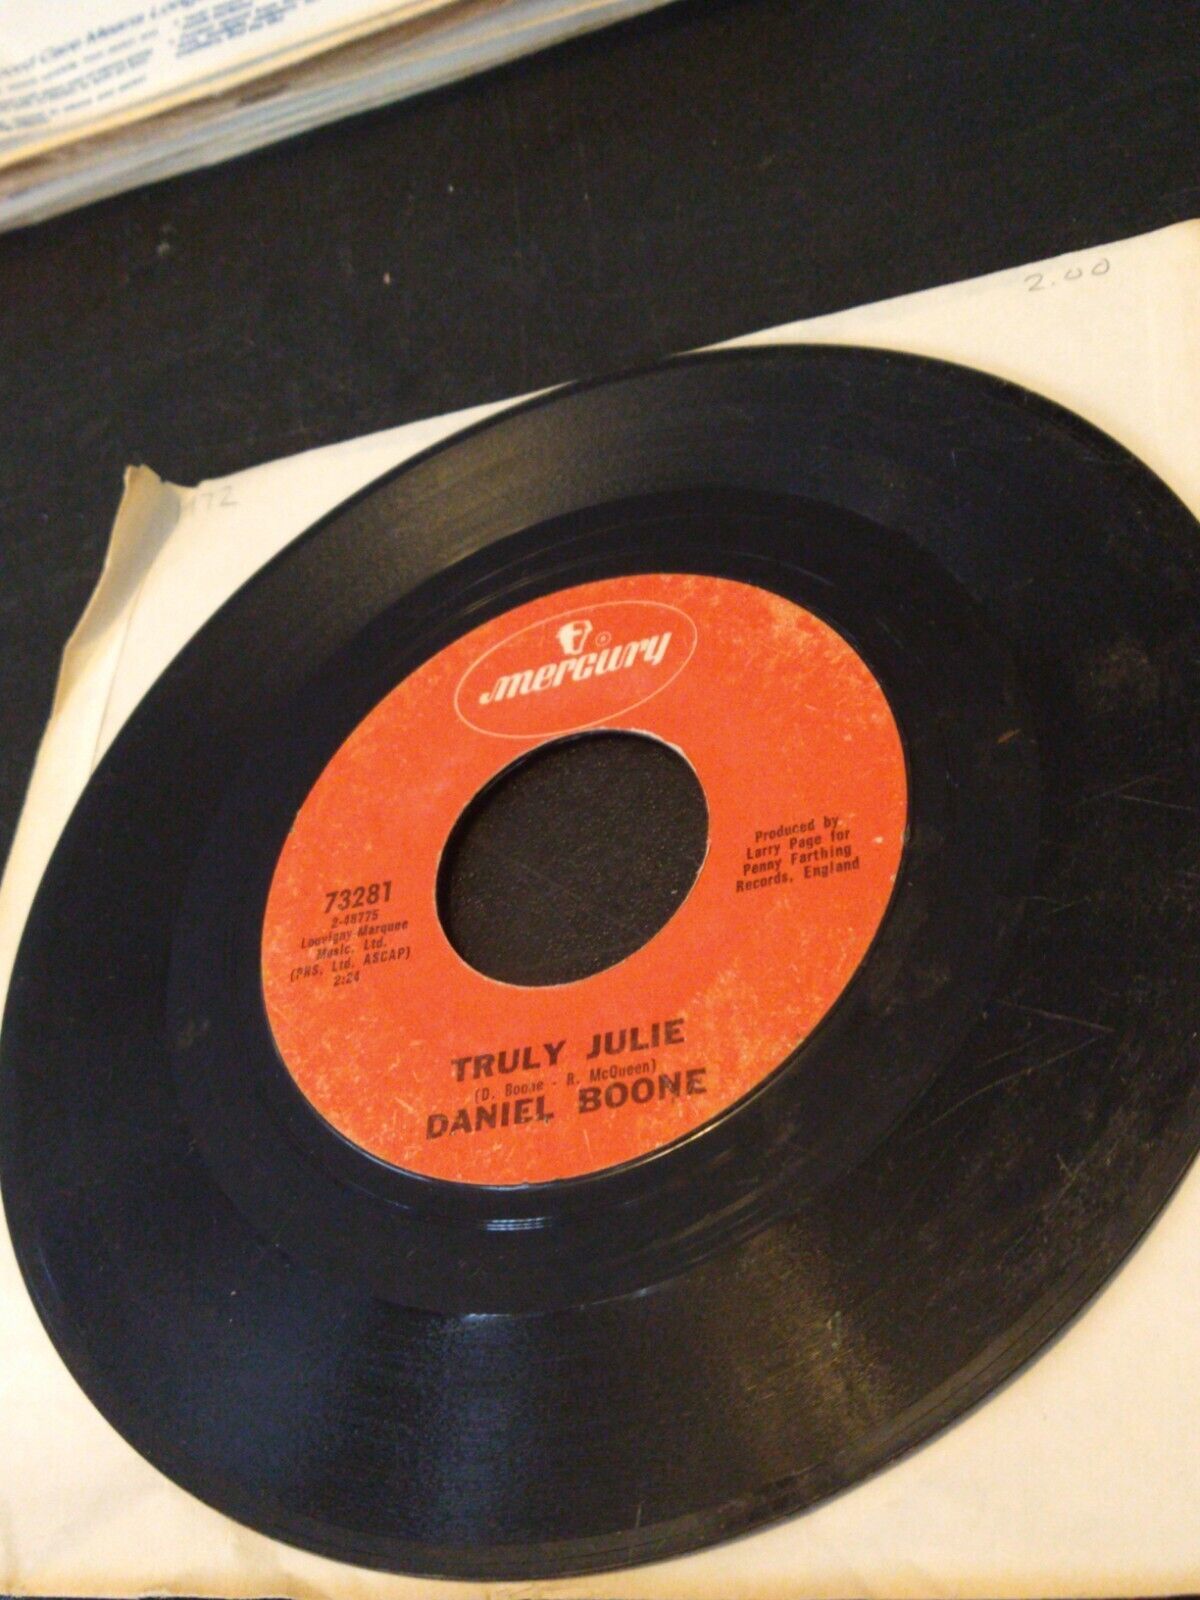 2.00
mercury
®
Produced by
Larry Page for
Penny Farthing
Records, England
73281
2-48775
Louvigny-Marquee
Music, Ltd.
(PRS, Ltd. ASCAP)
2:24
TRULY JULIE
(D. Boone - R. McQueen)
DANIEL BOONE